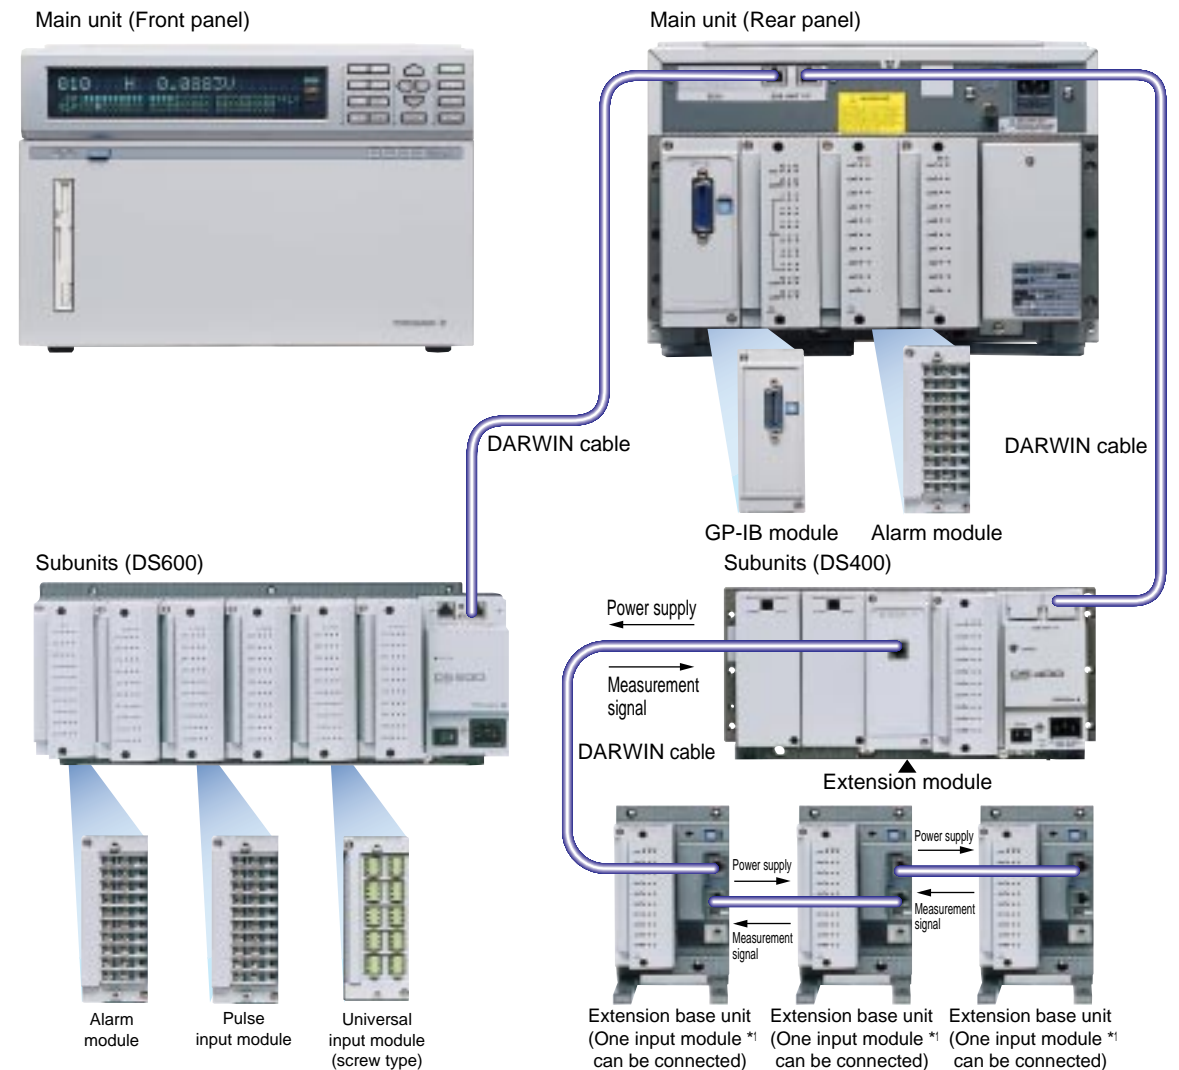 Main unit (Front panel)
Main unit (Rear panel)
010 H 0.0883V
DARWIN cable
DARWIN cable
GP-IB module
Alarm module
Subunits (DS600)
Subunits (DS400)
Power supply
Measurement
signal
DS600
DS400
DARWIN cable
Extension module
Power supply
Measurement
signal
Power supply
Measurement
signal
Alarm
module
Pulse
input module
Universal
input module
(screw type)
Extension base unit
(One input module *1
can be connected)
Extension base unit
(One input module *1
can be connected)
Extension base unit
(One input module *1
can be connected)